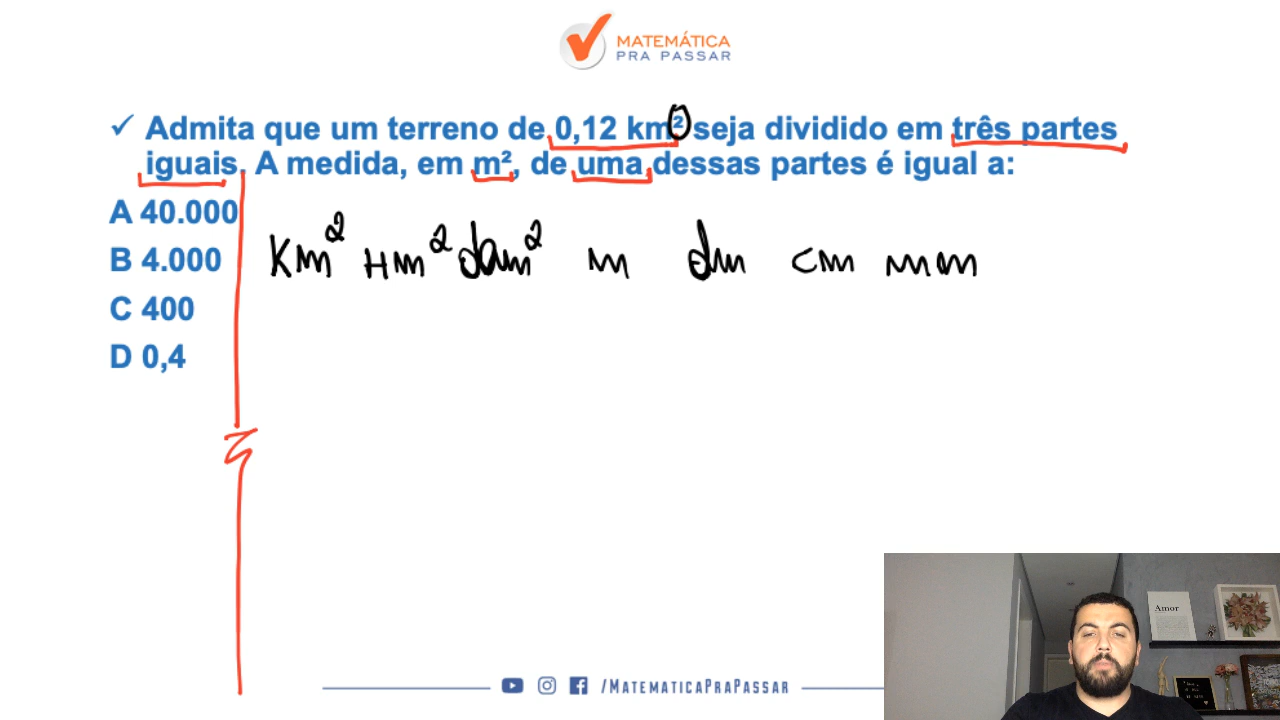 MATEMÁTICA
PRA PASSAR
✓ Admita que um terreno de 0,12 km² seja dividido em três partes
iguais. A medida, em m², de uma dessas partes é igual a:
A 40.000
B 4.000
C 400
D 0,4
Km² Hm² dam² m dm cm mm
Amor
/MATEMATICAPRAPASSAR